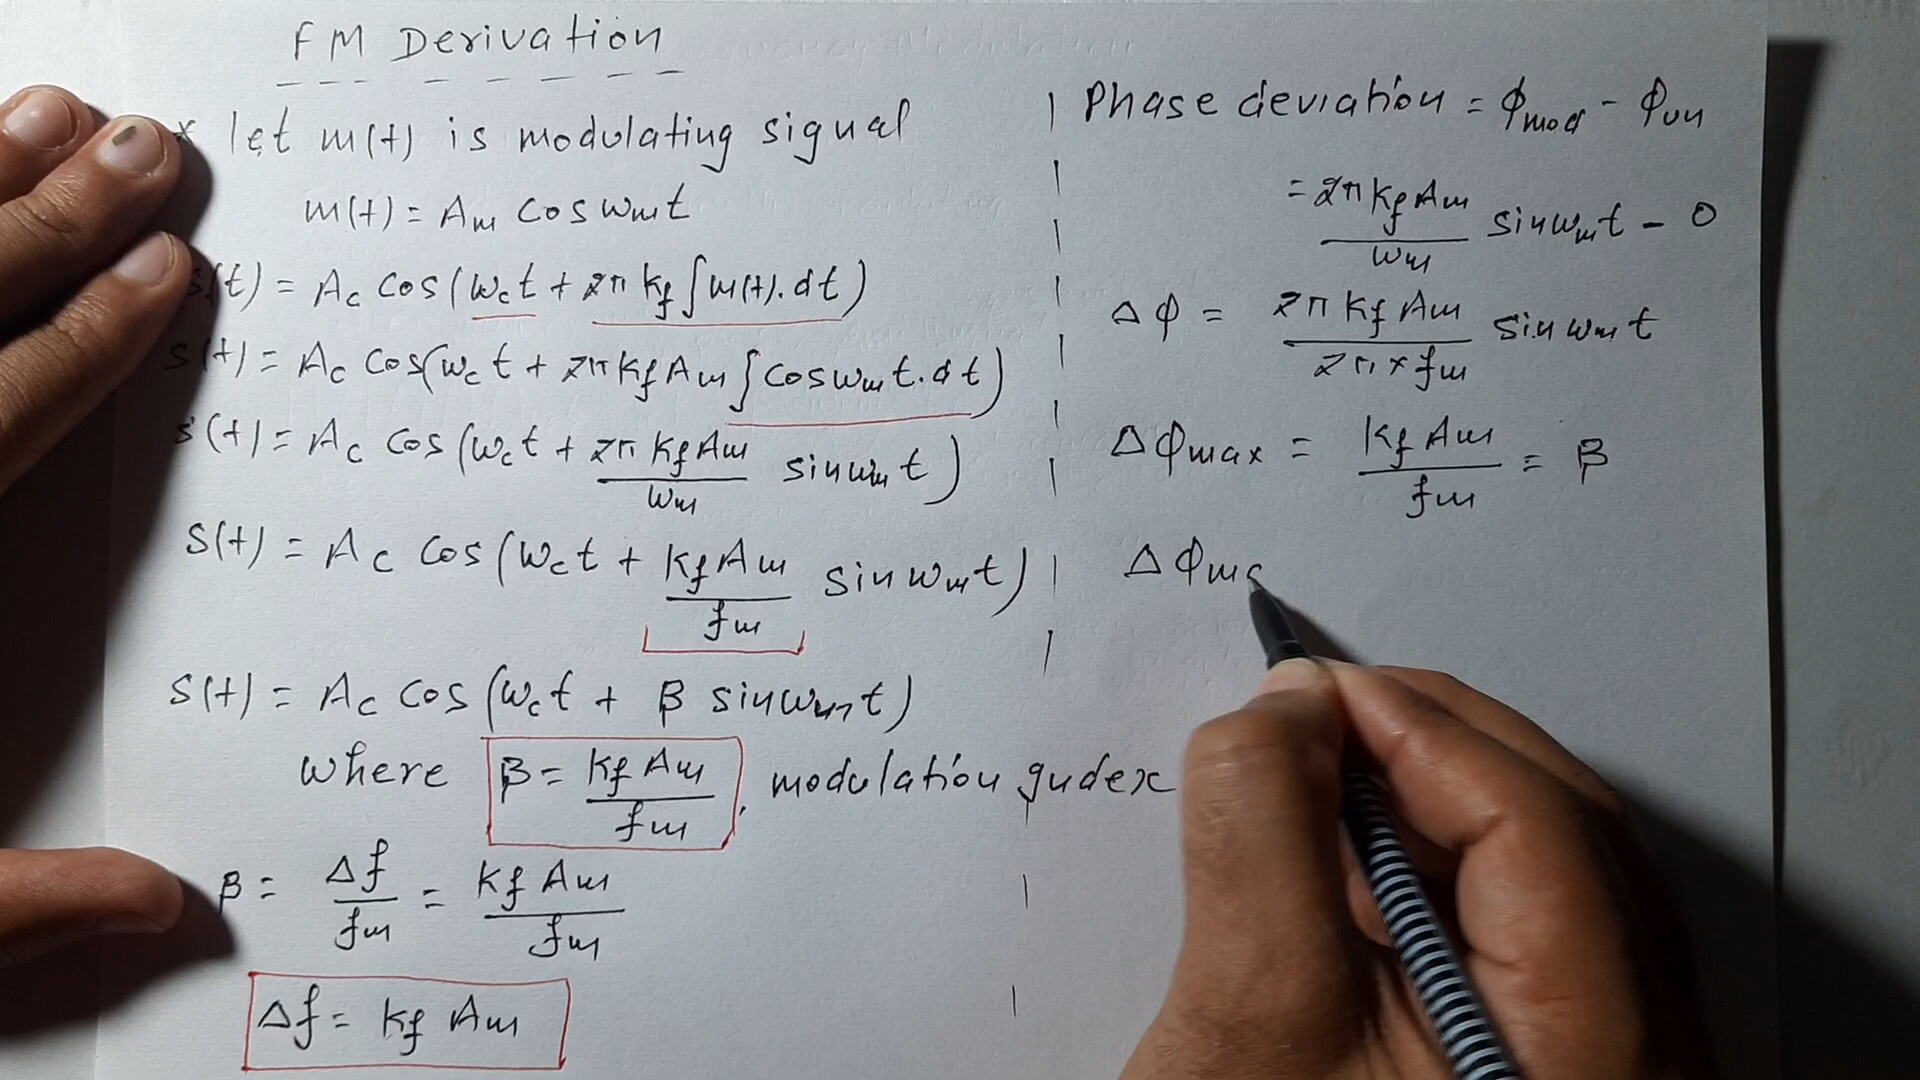 FM Derivation
* let m(t) is modulating signal
m(t) = Am cos ωmt
s(t) = Ac cos(ωct + 2π kf ∫m(t).dt)
s(t) = Ac cos(ωct + 2π kf Am ∫cos ωmt.dt)
s(t) = Ac cos(ωct + 2π kf Am / ωm sin ωmt)
s(t) = Ac cos(ωct + kf Am / fm sin ωmt)
s(t) = Ac cos(ωct + β sin ωmt)
where β = kf Am / fm, modulation index
β = Δf / fm = kf Am / fm
Δf = kf Am
Phase deviation = ϕmod - ϕun
= 2π kf Am / ωm sin ωmt - 0
Δϕ = 2π kf Am / 2π × fm sin ωmt
Δϕmax = kf Am / fm = β
Δϕma